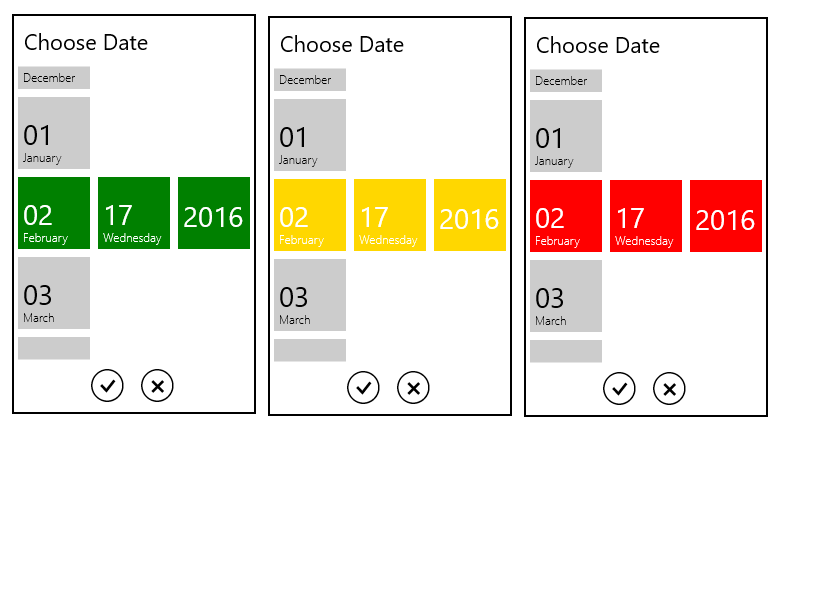 Choose Date
December
01
January
02
February
17
Wednesday
2016
03
March
Choose Date
December
01
January
02
February
17
Wednesday
2016
03
March
Choose Date
December
01
January
02
February
17
Wednesday
2016
03
March